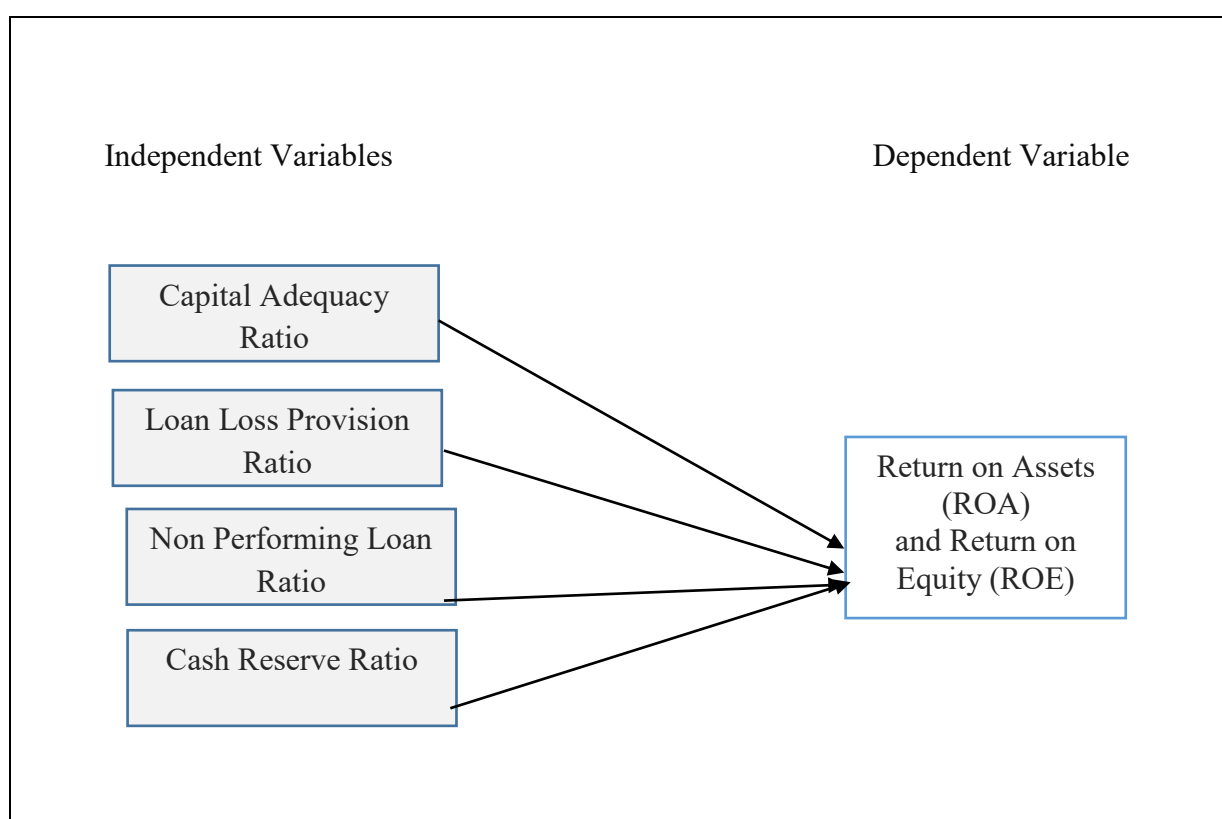 Independent Variables
Dependent Variable
Capital Adequacy
Ratio
Loan Loss Provision
Ratio
Non Performing Loan
Ratio
Cash Reserve Ratio
Return on Assets
(ROA)
and Return on
Equity (ROE)